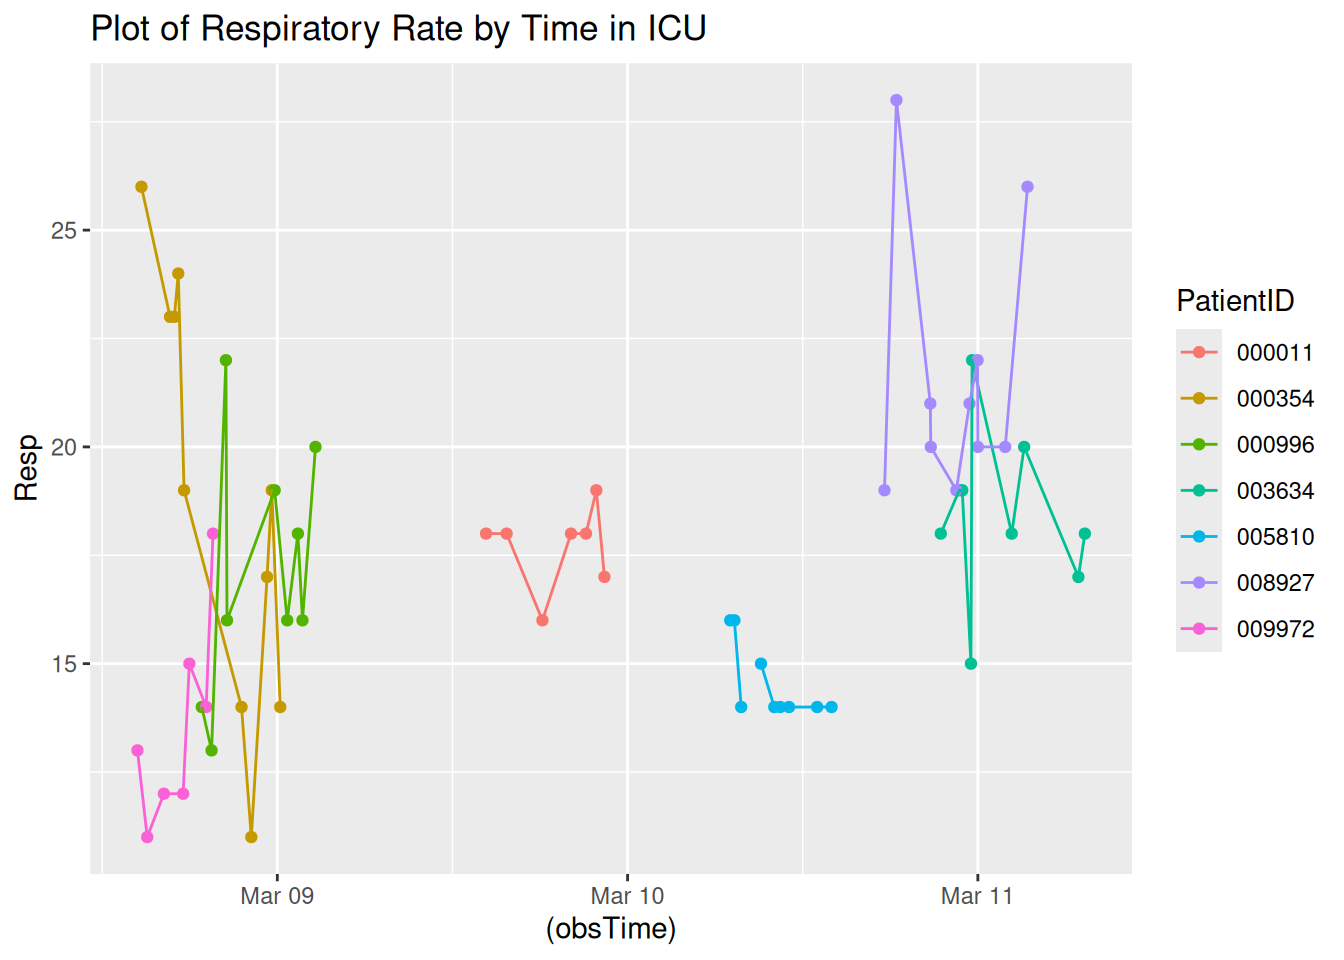 Plot of Respiratory Rate by Time in ICU
25
20
15
Resp
Mar 09
Mar 10
Mar 11
(obsTime)
PatientID
000011
000354
000996
003634
005810
008927
009972